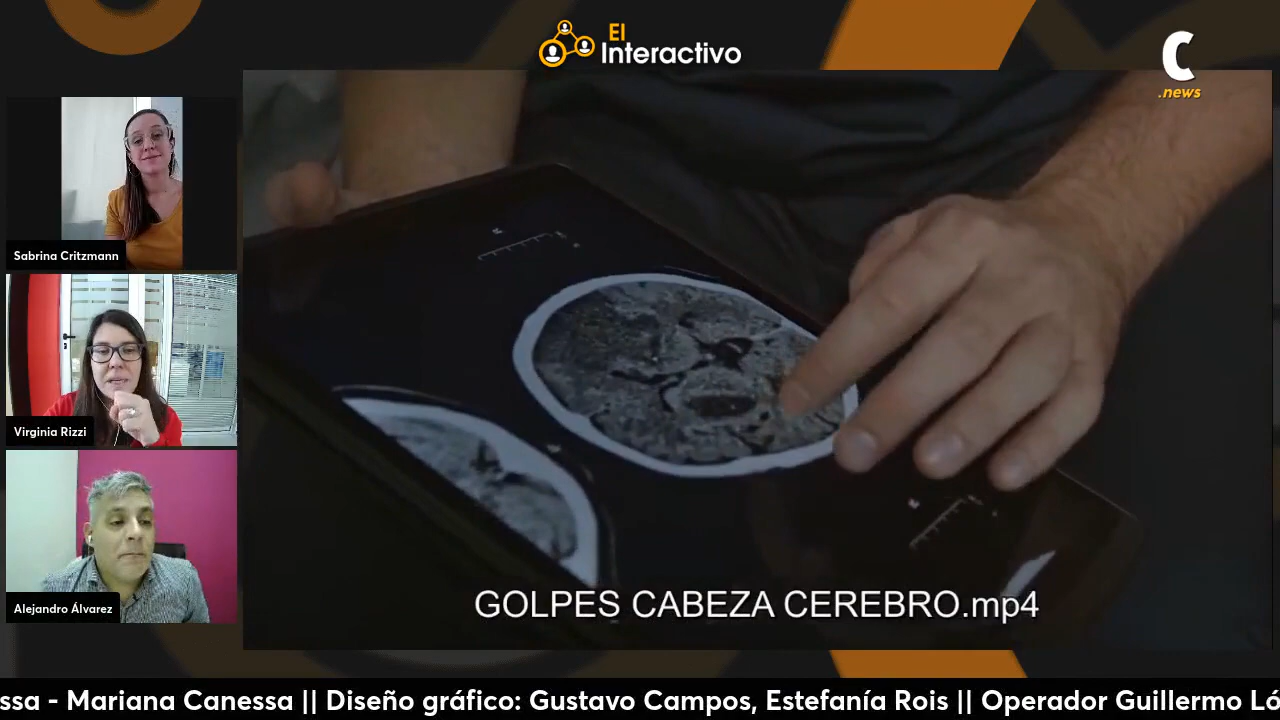 El
Interactivo
C
.news
Sabrina Critzmann
Virginia Rizzi
Alejandro Álvarez
GOLPES CABEZA CEREBRO.mp4
ssa - Mariana Canessa || Diseño gráfico: Gustavo Campos, Estefanía Rois || Operador Guillermo Ló